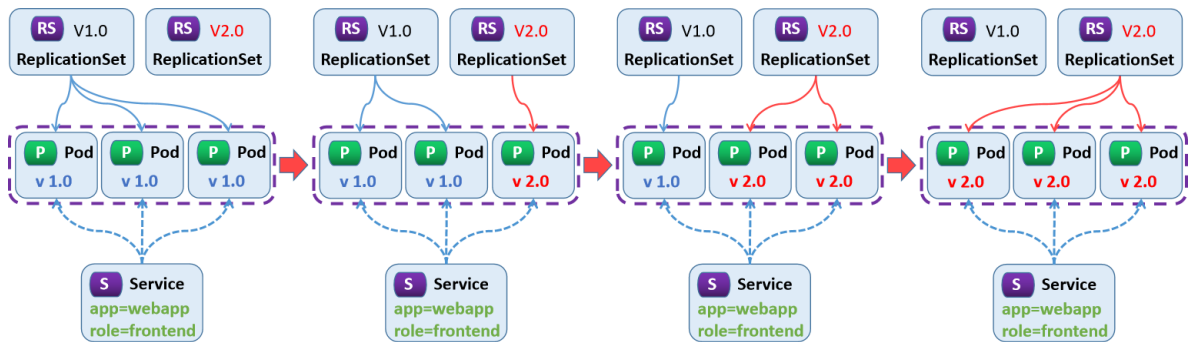 RS V1.0
ReplicationSet
RS V2.0
ReplicationSet
P Pod
v 1.0
P Pod
v 1.0
P Pod
v 1.0
S Service
app=webapp
role=frontend
RS V1.0
ReplicationSet
RS V2.0
ReplicationSet
P Pod
v 1.0
P Pod
v 1.0
P Pod
v 2.0
S Service
app=webapp
role=frontend
RS V1.0
ReplicationSet
RS V2.0
ReplicationSet
P Pod
v 1.0
P Pod
v 2.0
P Pod
v 2.0
S Service
app=webapp
role=frontend
RS V1.0
ReplicationSet
RS V2.0
ReplicationSet
P Pod
v 2.0
P Pod
v 2.0
P Pod
v 2.0
S Service
app=webapp
role=frontend